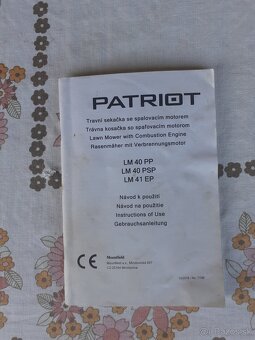 PATRIOT
Travní sekačka se spalovacím motorem
Trávna kosačka so spaľovacím motorom
Lawn Mower with Combustion Engine
Rasenmäher mit Verbrennungsmotor
LM 40 PP
LM 40 PSP
LM 41 EP
Návod k použití
Návod na použitie
Instructions of Use
Gebrauchsanleitung
CE
Mountfield